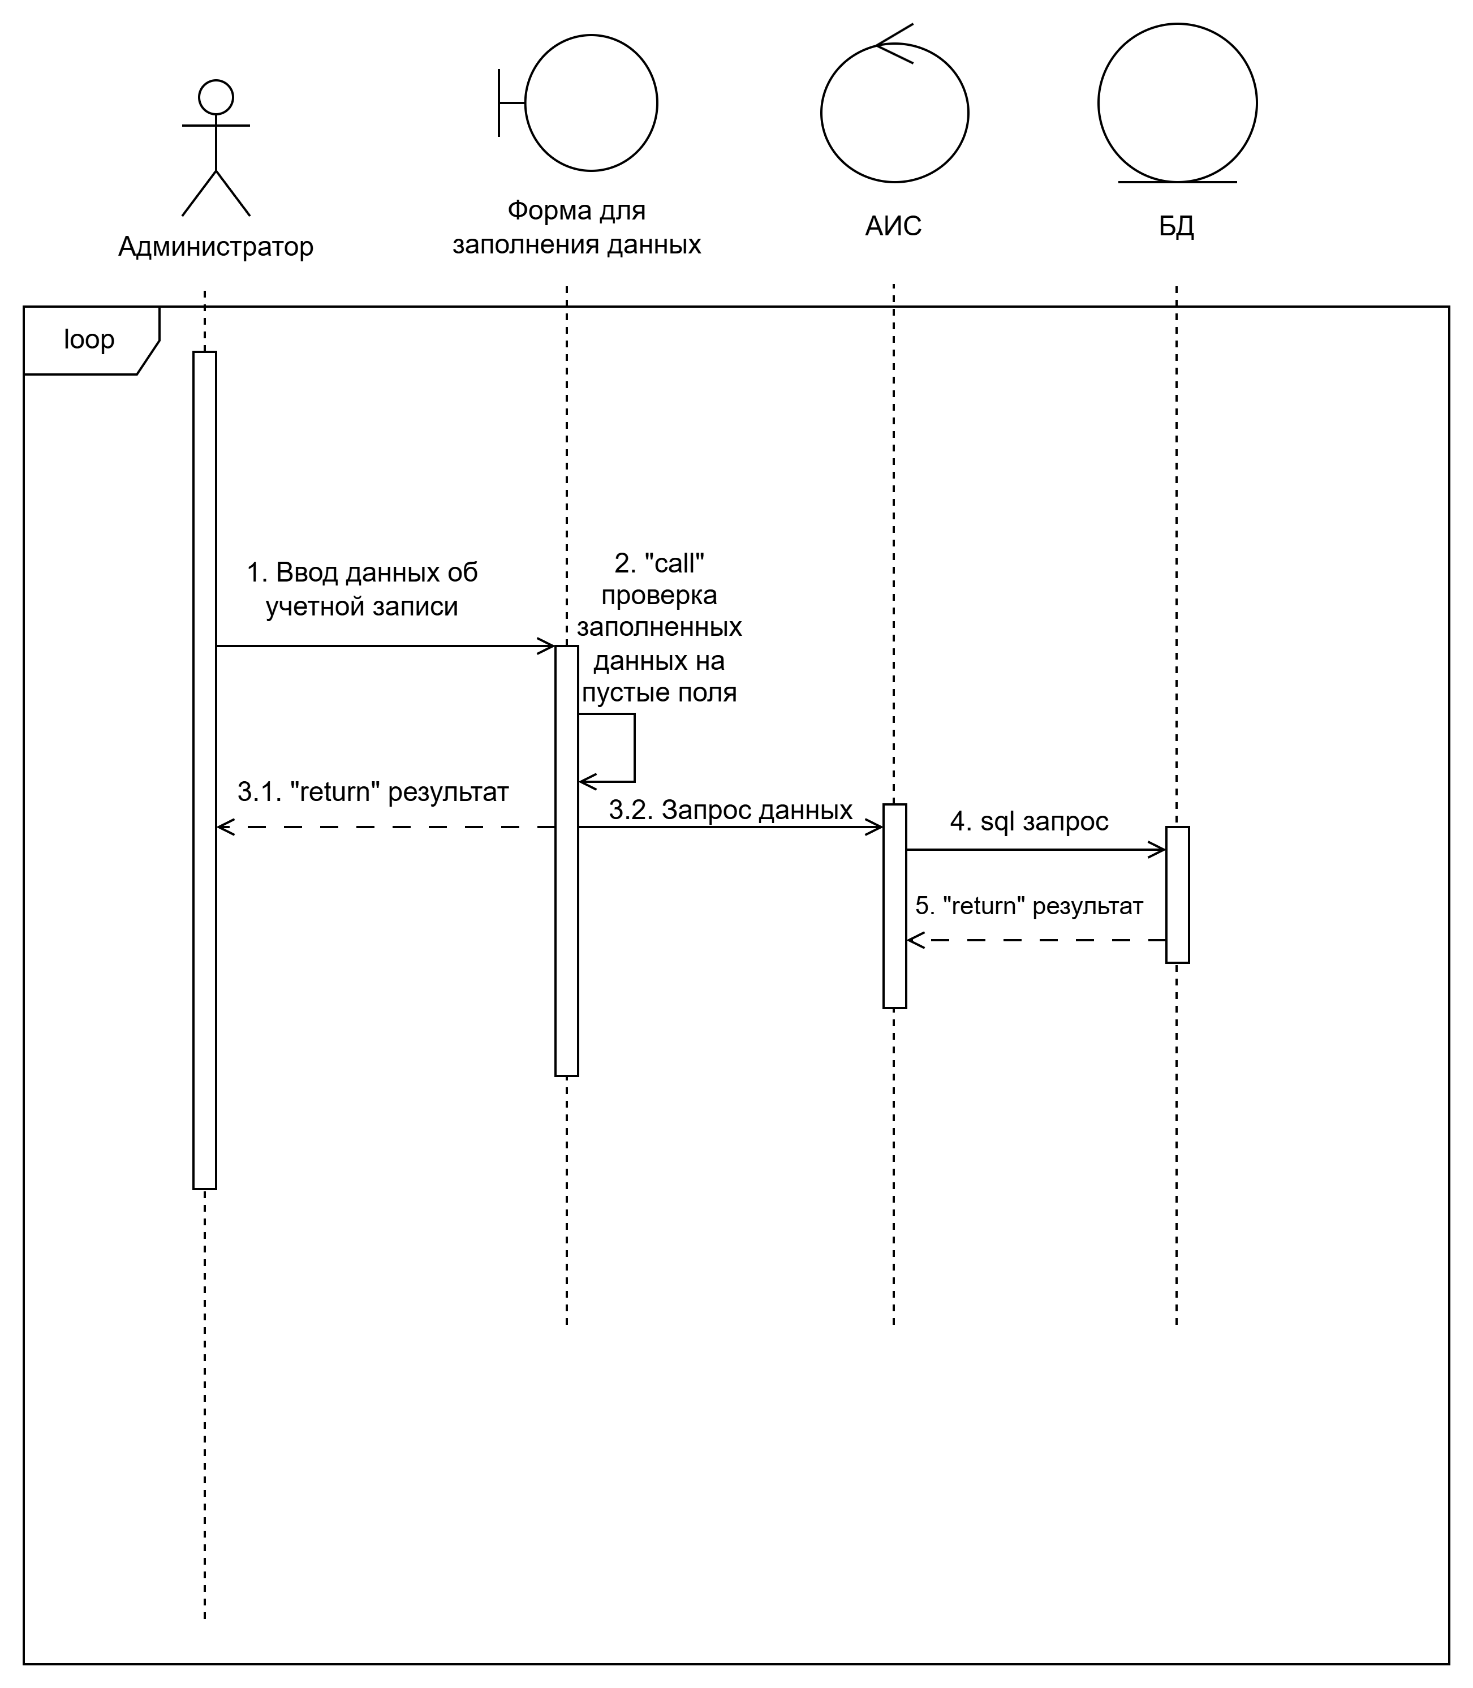 Администратор
Форма для
заполнения данных
АИС
БД
loop
1. Ввод данных об
учетной записи
2. "call"
проверка
заполненных
данных на
пустые поля
3.1. "return" результат
3.2. Запрос данных
4. sql запрос
5. "return" результат